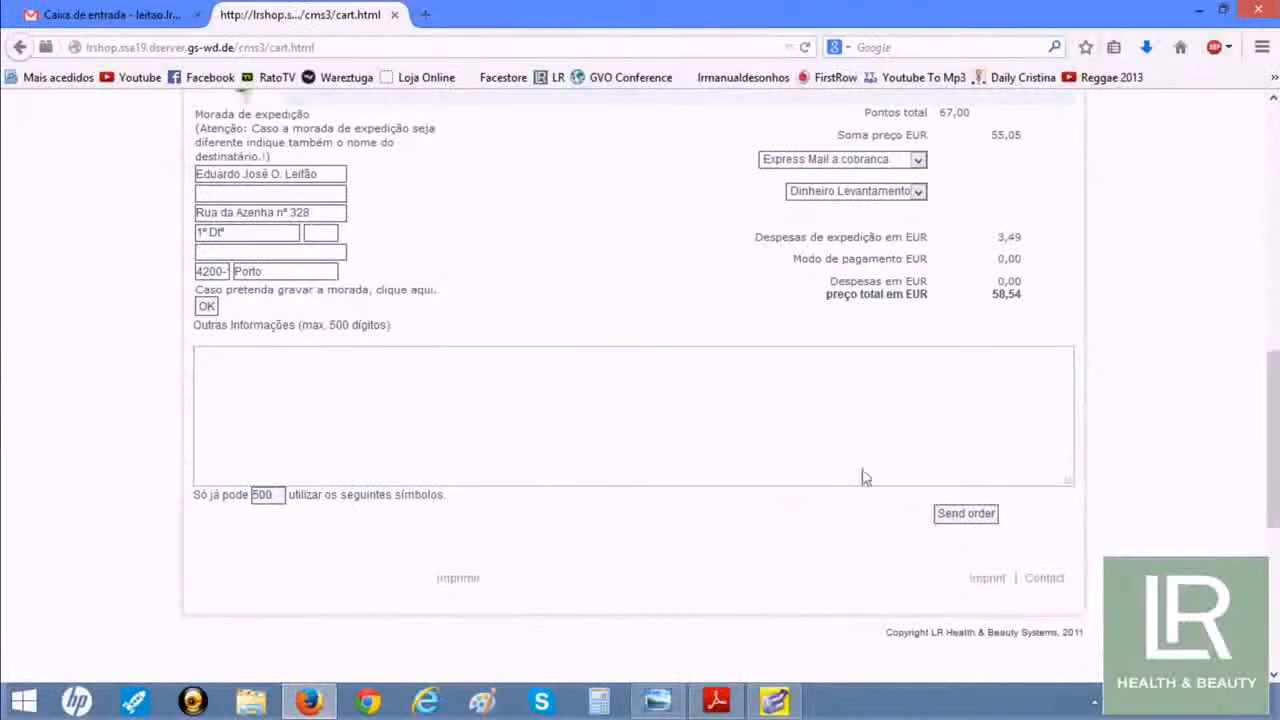 Caixa de entrada - leitao.lr...
http://lrshop.s.../cms3/cart.html
lrshop.ssa19.dserver.gs-wd.de/cms3/cart.html
Google
Mais acedidos
Youtube
Facebook
RatoTV
Wareztuga
Loja Online
Facestore
LR
GVO Conference
Irmanualdesonhos
FirstRow
Youtube To Mp3
Daily Cristina
Reggae 2013
Morada de expedição
(Atenção: Caso a morada de expedição seja
diferente indique também o nome do
destinatário.!)
Eduardo José O. Leitão
Rua da Azenha nº 328
1º Dtº
4200- Porto
Caso pretenda gravar a morada, clique aqui.
OK
Outras Informações (max. 500 dígitos)
Pontos total 67,00
Soma preço EUR 55,05
Express Mail a cobranca
Dinheiro Levantamento
Despesas de expedição em EUR 3,49
Modo de pagamento EUR 0,00
Despesas em EUR 0,00
preço total em EUR 58,54
Só já pode 500 utilizar os seguintes símbolos.
Send order
imprimir
Imprint | Contact
Copyright LR Health & Beauty Systems, 2011
LR
HEALTH & BEAUTY